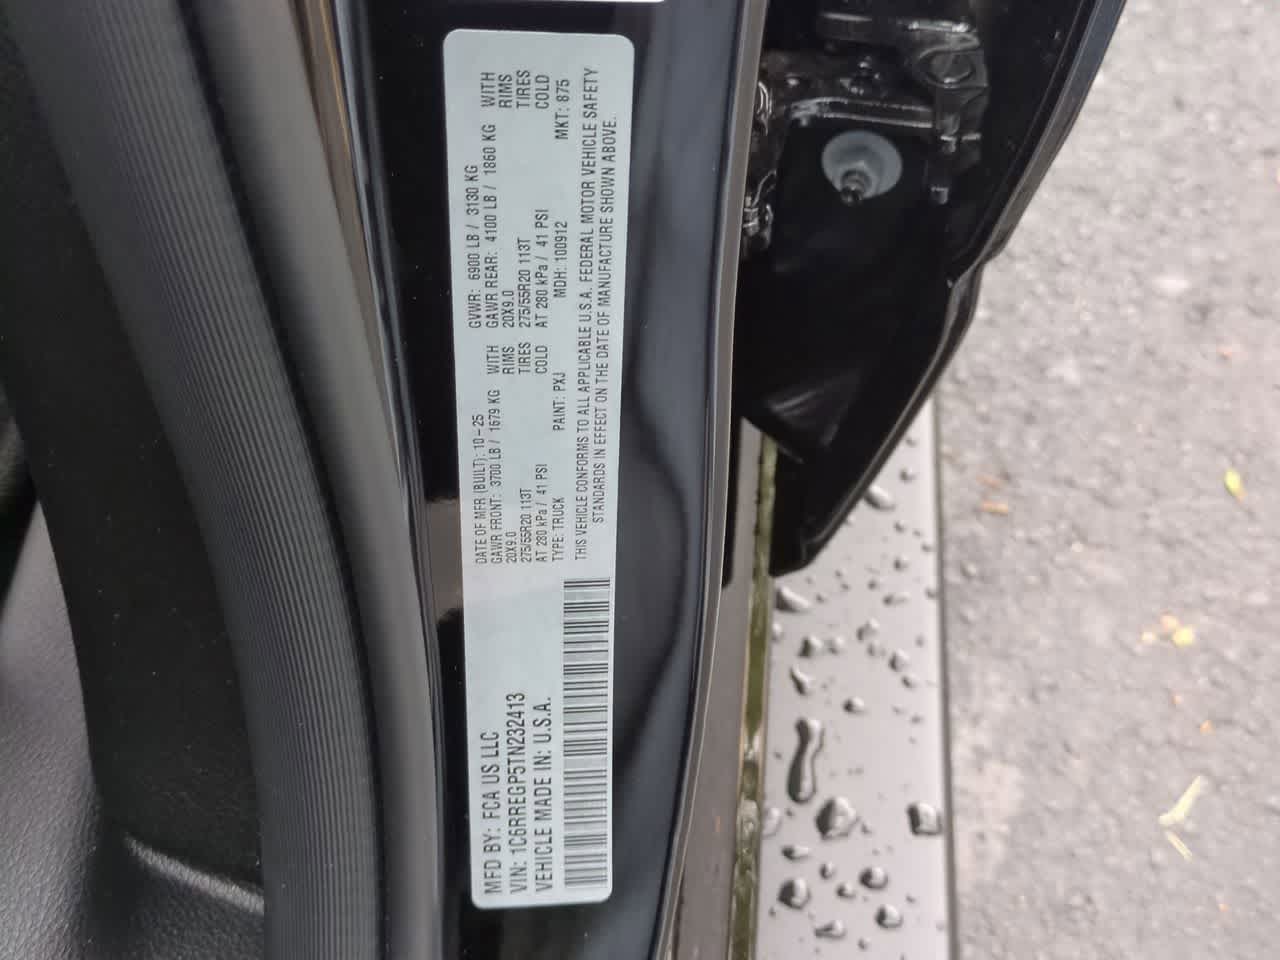 MFD BY: FCA US LLC
VIN: 1C6RREGP5TN232413
VEHICLE MADE IN: U.S.A.
DATE OF MFR (BUILT): 10-25 GVWR: 6900 LB / 3130 KG
GAWR FRONT: 3700 LB / 1679 KG WITH GAWR REAR: 4100 LB / 1860 KG WITH
20X9.0 RIMS 20X9.0 RIMS
275/55R20 113T TIRES 275/55R20 113T TIRES
AT 280 kPa / 41 PSI COLD AT 280 kPa / 41 PSI COLD
TYPE: TRUCK PAINT: PXJ MDH: 100912 MKT: 875
THIS VEHICLE CONFORMS TO ALL APPLICABLE U.S.A. FEDERAL MOTOR VEHICLE SAFETY
STANDARDS IN EFFECT ON THE DATE OF MANUFACTURE SHOWN ABOVE.